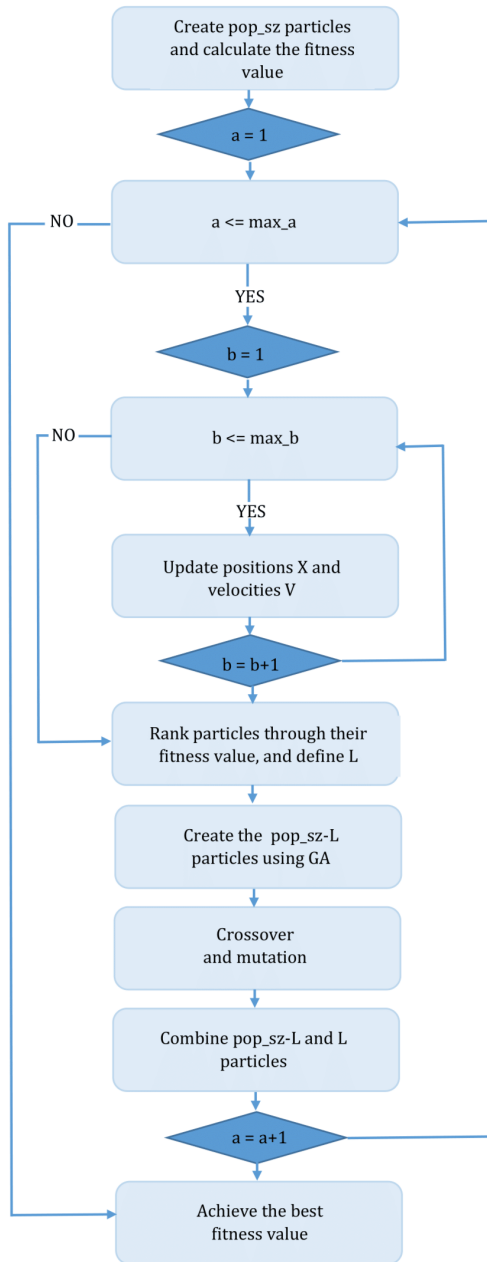 Create pop_sz particles
and calculate the fitness
value
a = 1
NO
a <= max_a
YES
b = 1
NO
b <= max_b
YES
Update positions X and
velocities V
b = b+1
Rank particles through their
fitness value, and define L
Create the pop_sz-L
particles using GA
Crossover
and mutation
Combine pop_sz-L and L
particles
a = a+1
Achieve the best
fitness value